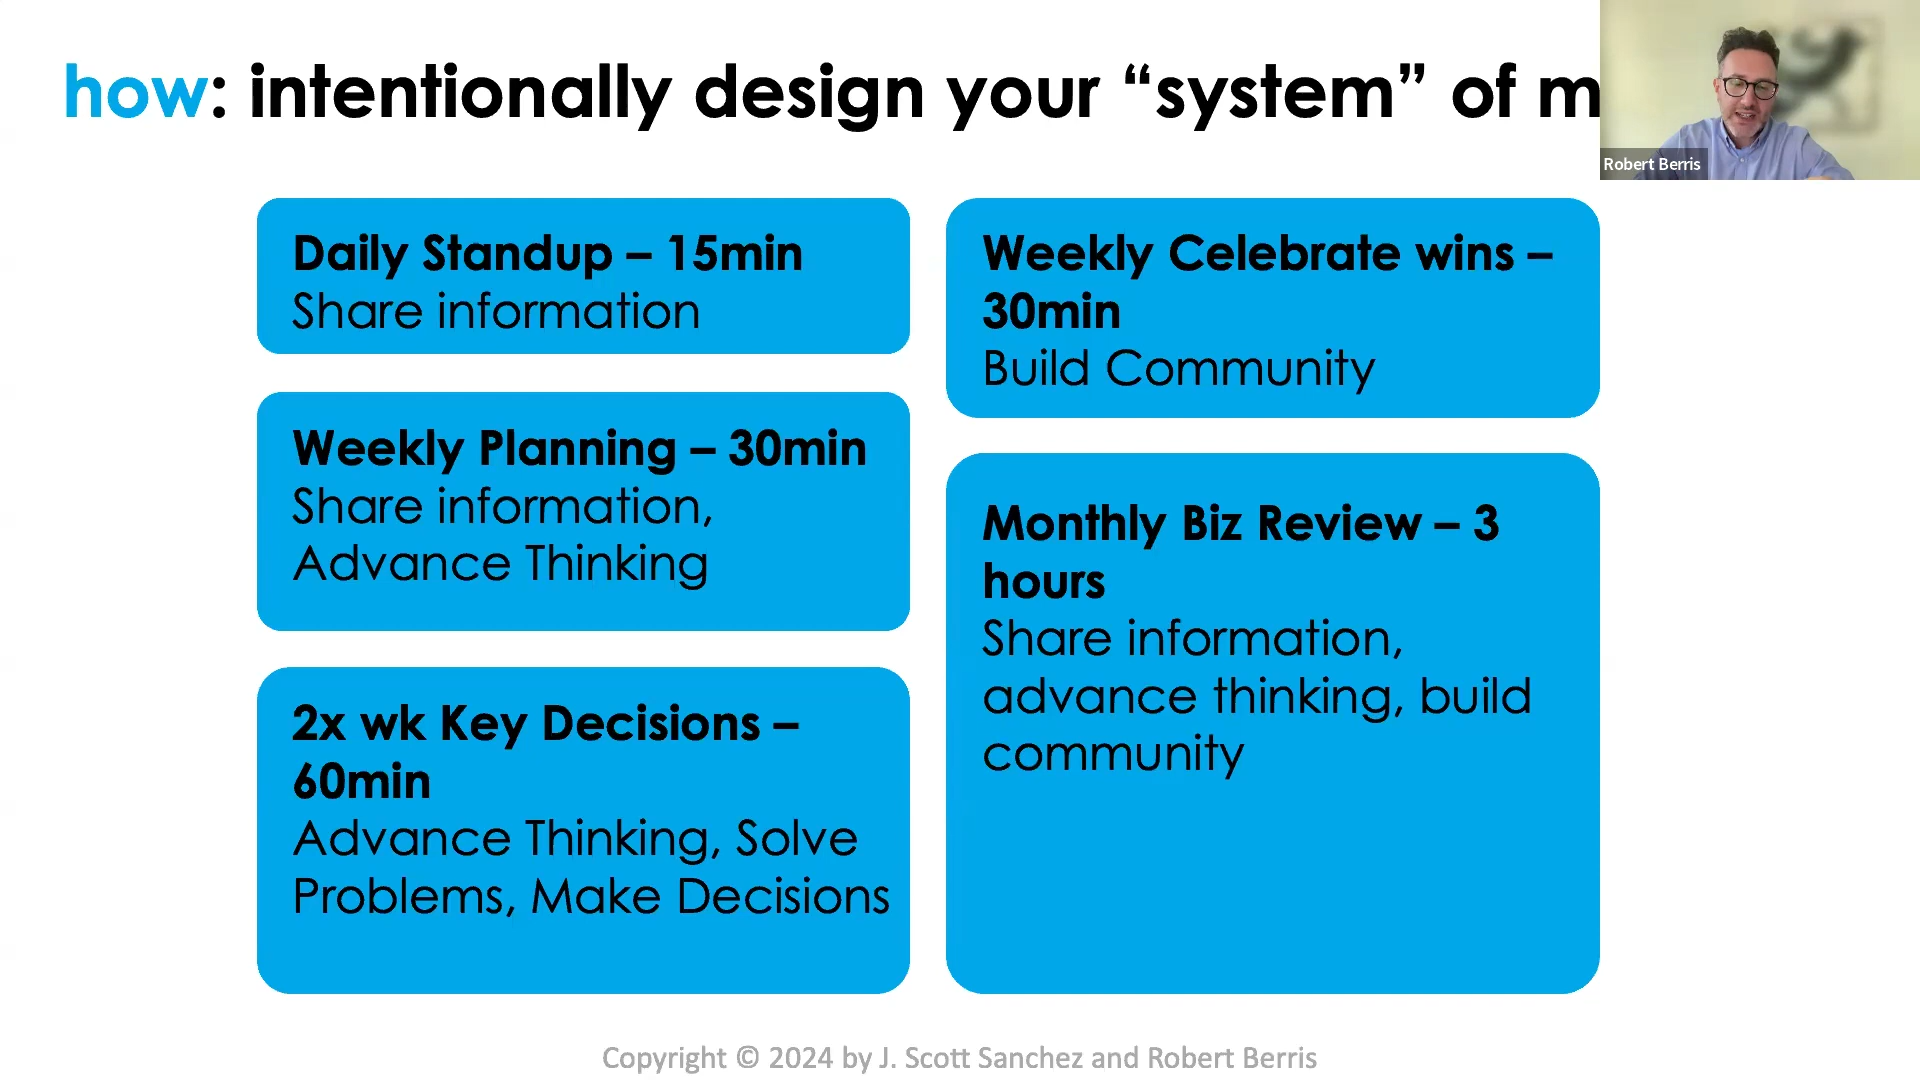 how: intentionally design your “system” of m
Robert Berris
Daily Standup – 15min
Share information
Weekly Planning – 30min
Share information,
Advance Thinking
2x wk Key Decisions –
60min
Advance Thinking, Solve
Problems, Make Decisions
Weekly Celebrate wins –
30min
Build Community
Monthly Biz Review – 3
hours
Share information,
advance thinking, build
community
Copyright © 2024 by J. Scott Sanchez and Robert Berris